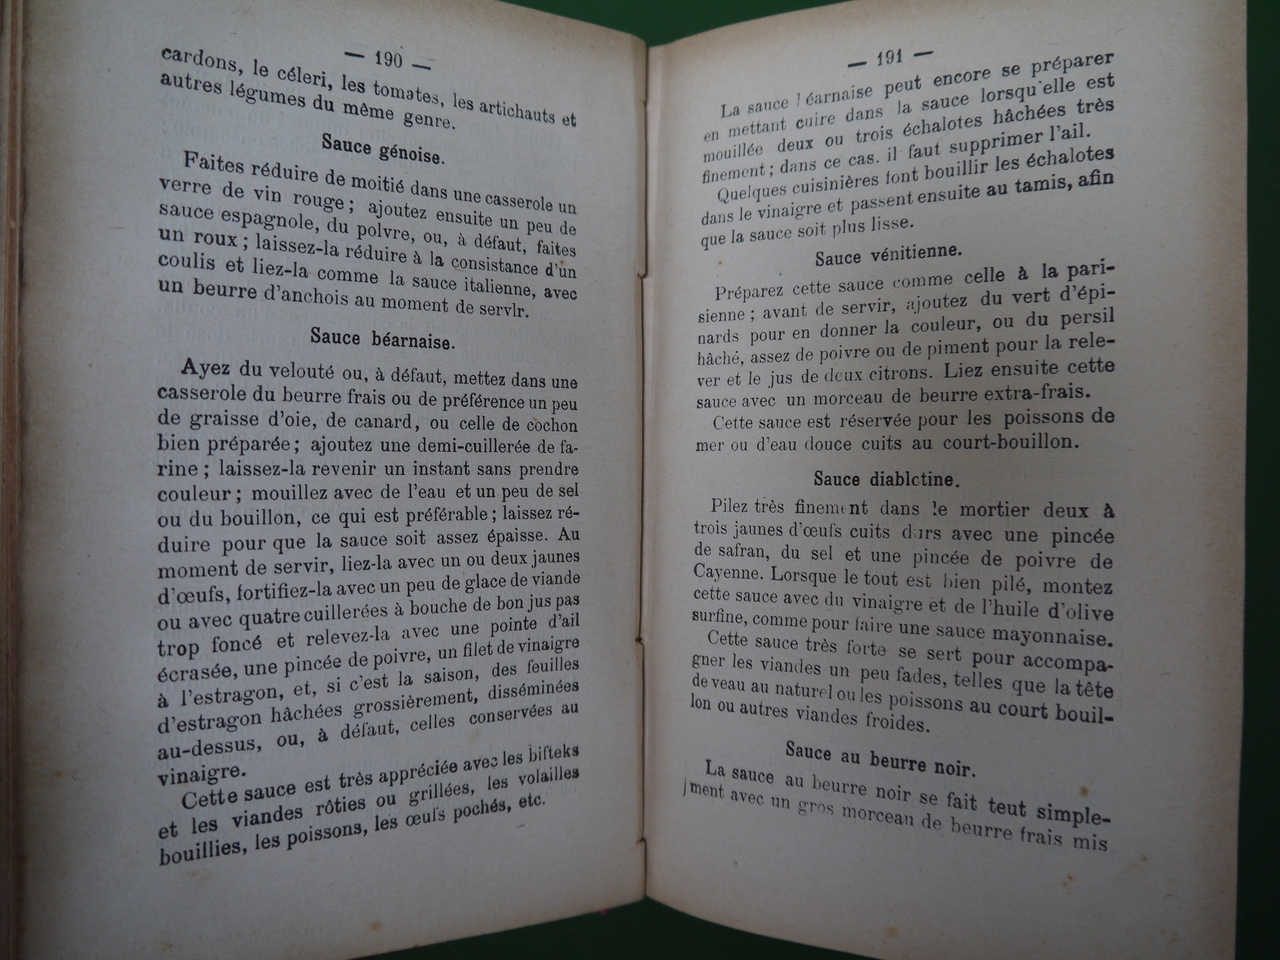 — 190 —
cardons, le céleri, les tomates, les artichauts et
autres légumes du même genre.
Sauce génoise.
Faites réduire de moitié dans une casserole un
verre de vin rouge ; ajoutez ensuite un peu de
sauce espagnole, du poivre, ou, à défaut, faites
un roux ; laissez-la réduire à la consistance d'un
coulis et liez-la comme la sauce italienne, avec
un beurre d'anchois au moment de servir.
Sauce béarnaise.
Ayez du velouté ou, à défaut, mettez dans une
casserole du beurre frais ou de préférence un peu
de graisse d'oie, de canard, ou celle de cochon
bien préparée ; ajoutez une demi-cuillerée de fa-
rine ; laissez-la revenir un instant sans prendre
couleur ; mouillez avec de l'eau et un peu de sel
ou du bouillon, ce qui est préférable ; laissez ré-
duire pour que la sauce soit assez épaisse. Au
moment de servir, liez-la avec un ou deux jaunes
d'œufs, fortifiez-la avec un peu de glace de viande
ou avec quatre cuillerées à bouche de bon jus pas
trop foncé et relevez-la avec une pointe d'ail
écrasée, une pincée de poivre, un filet de vinaigre
à l'estragon, et, si c'est la saison, des feuilles
d'estragon hâchées grossièrement, disséminées
au-dessus, ou, à défaut, celles conservées au
vinaigre.
Cette sauce est très appréciée avec les bifteks
et les viandes rôties ou grillées, les volailles
bouillies, les poissons, les œufs pochés, etc.
— 191 —
La sauce béarnaise peut encore se préparer
en mettant cuire dans la sauce lorsqu'elle est
mouillée deux ou trois échalotes hâchées très
finement ; dans ce cas. il faut supprimer l'ail.
Quelques cuisinières font bouillir les échalotes
dans le vinaigre et passent ensuite au tamis, afin
que la sauce soit plus lisse.
Sauce vénitienne.
Préparez cette sauce comme celle à la pari-
sienne ; avant de servir, ajoutez du vert d'épi-
nards pour en donner la couleur, ou du persil
hâché, assez de poivre ou de piment pour la rele-
ver et le jus de deux citrons. Liez ensuite cette
sauce avec un morceau de beurre extra-frais.
Cette sauce est réservée pour les poissons de
mer ou d'eau douce cuits au court-bouillon.
Sauce diabletine.
Pilez très finement dans le mortier deux à
trois jaunes d'œufs cuits durs avec une pincée
de safran, du sel et une pincée de poivre de
Cayenne. Lorsque le tout est bien pilé, montez
cette sauce avec du vinaigre et de l'huile d'olive
surfine, comme pour faire une sauce mayonnaise.
Cette sauce très forte se sert pour accompa-
gner les viandes un peu fades, telles que la tête
de veau au naturel ou les poissons au court bouil-
lon ou autres viandes froides.
Sauce au beurre noir.
La sauce au beurre noir se fait teut simple-
ment avec un gros morceau de beurre frais mis